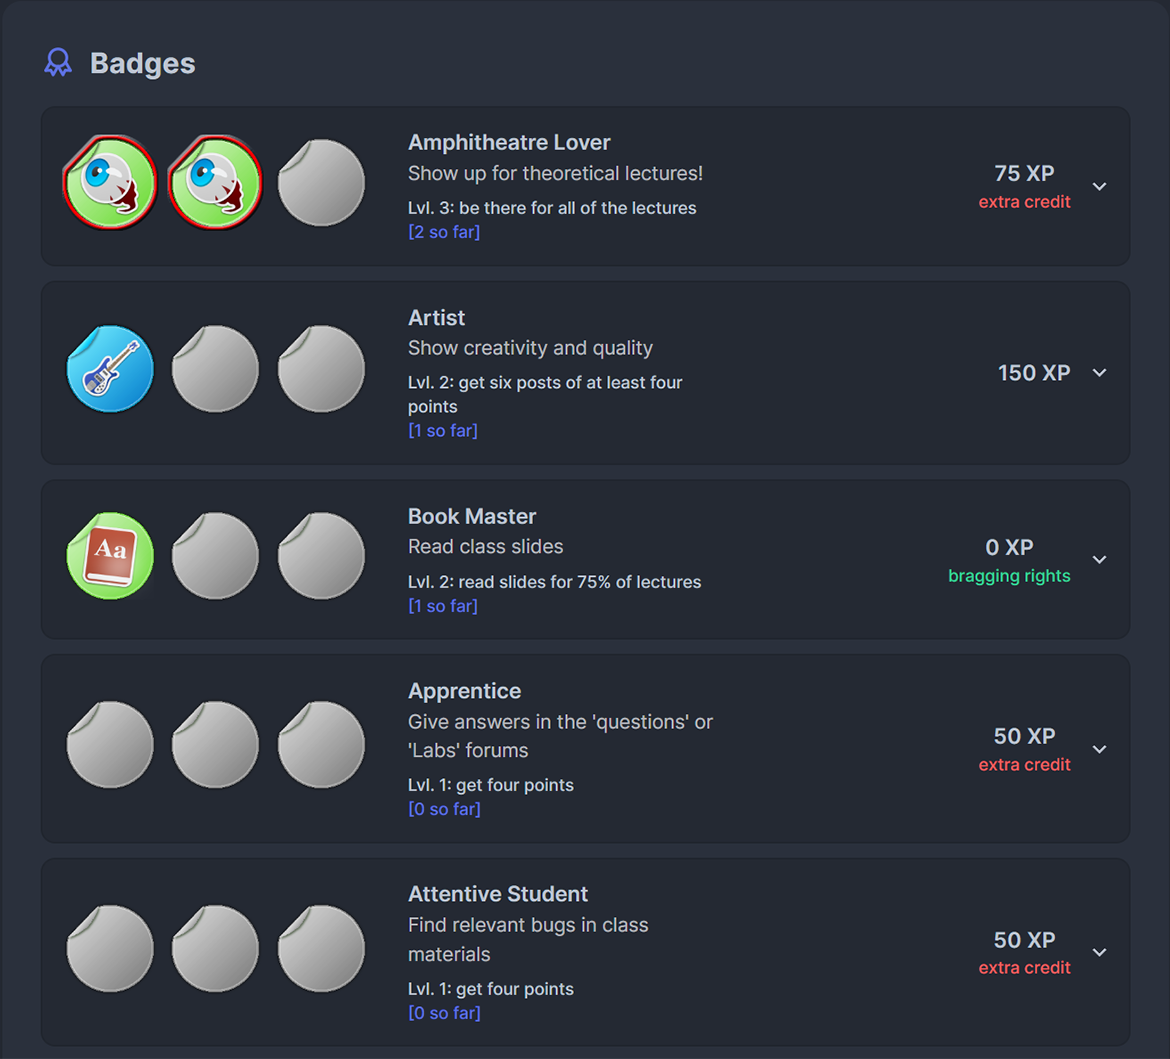 Badges
Amphitheatre Lover
Show up for theoretical lectures!
Lvl. 3: be there for all of the lectures
[2 so far]
75 XP
extra credit
Artist
Show creativity and quality
Lvl. 2: get six posts of at least four
points
[1 so far]
150 XP
Aa
Book Master
Read class slides
Lvl. 2: read slides for 75% of lectures
[1 so far]
0 XP
bragging rights
Apprentice
Give answers in the 'questions' or
'Labs' forums
Lvl. 1: get four points
[0 so far]
50 XP
extra credit
Attentive Student
Find relevant bugs in class
materials
Lvl. 1: get four points
[0 so far]
50 XP
extra credit